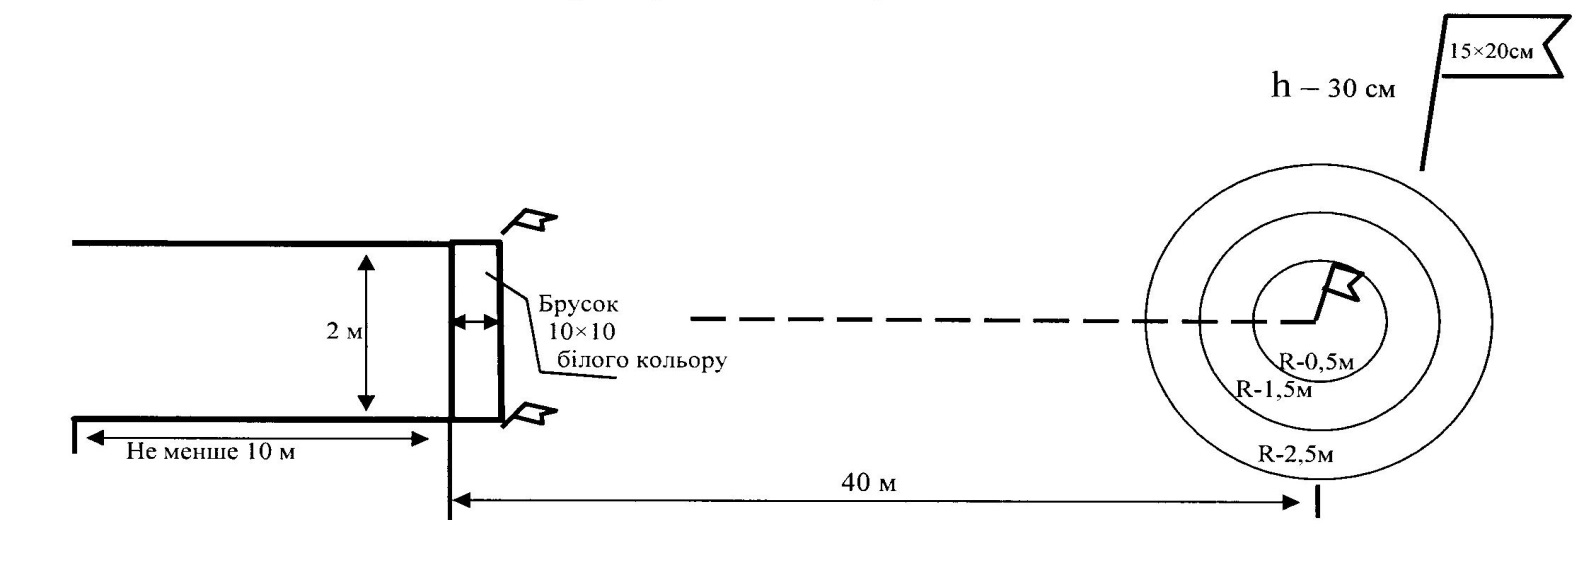 15×20см
h – 30 см
Брусок
10×10
білого кольору
2 м
R-0,5м
R-1,5м
R-2,5м
Не менше 10 м
40 м